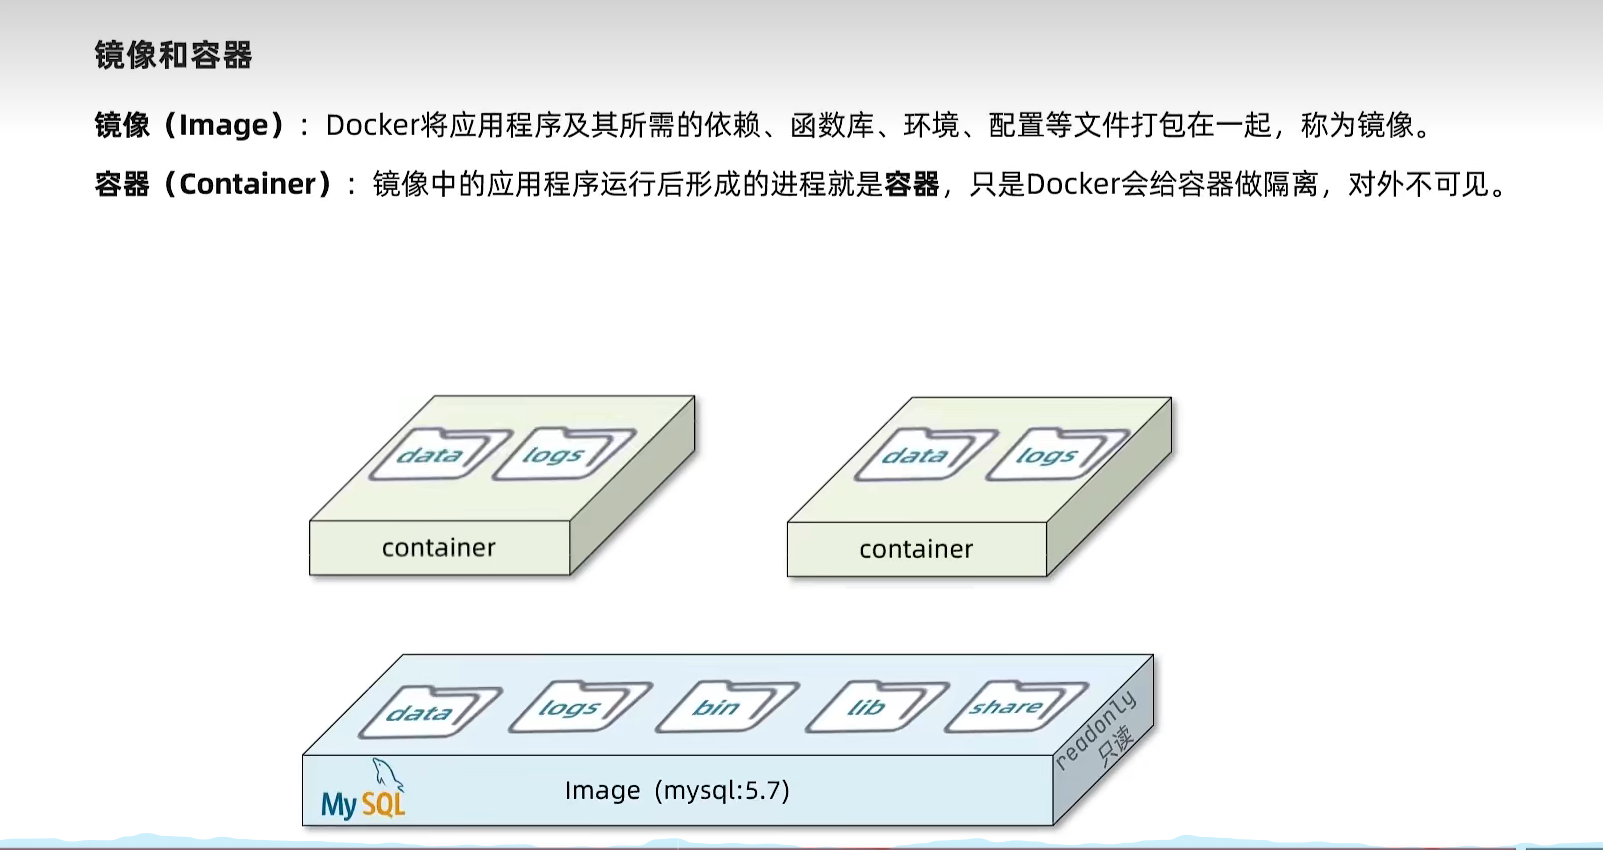 镜像和容器
镜像（Image）：Docker将应用程序及其所需的依赖、函数库、环境、配置等文件打包在一起，称为镜像。
容器（Container）：镜像中的应用程序运行后形成的进程就是容器，只是Docker会给容器做隔离，对外不可见。
data logs
data logs
container
container
data logs bin lib share
readonly
只读
MySQL
Image (mysql:5.7)